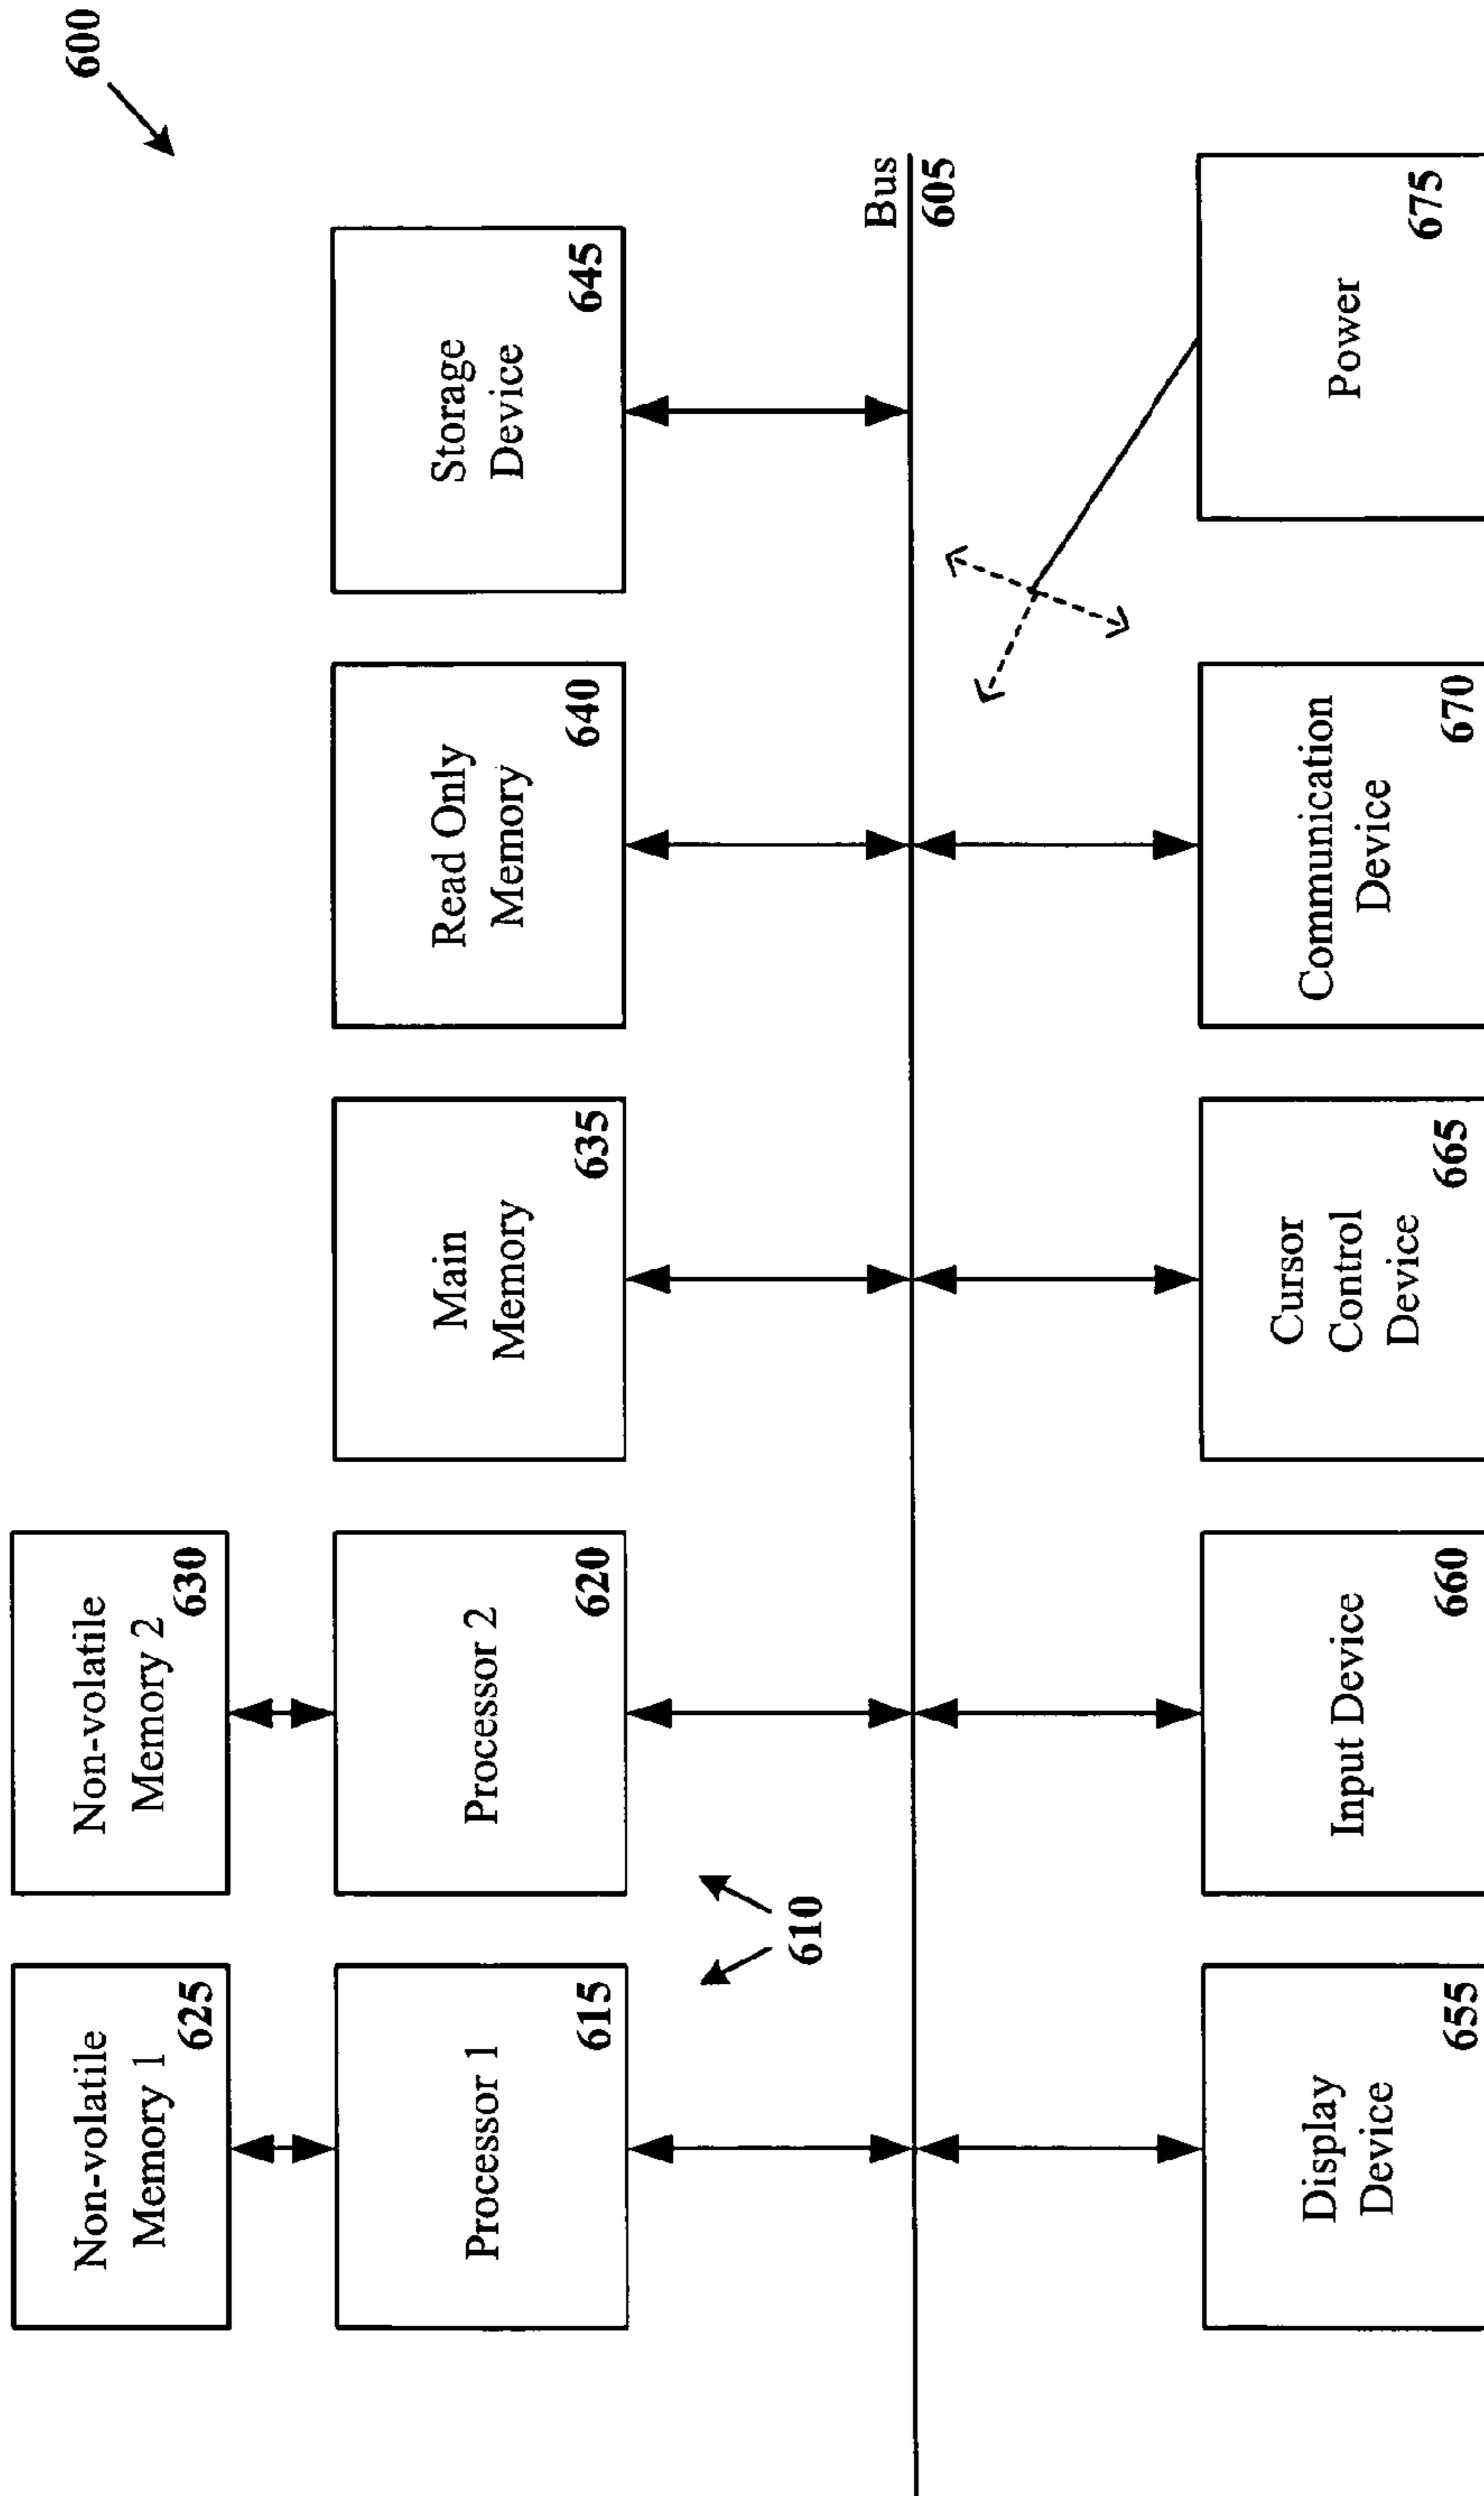 600
Non-volatile
Memory 1
625
Non-volatile
Memory 2
630
Processor 1
615
Processor 2
620
Main
Memory
635
Read Only
Memory
640
Storage
Device
645
610
Bus
605
Display
Device
655
Input Device
660
Cursor
Control
Device
665
Communication
Device
670
Power
675